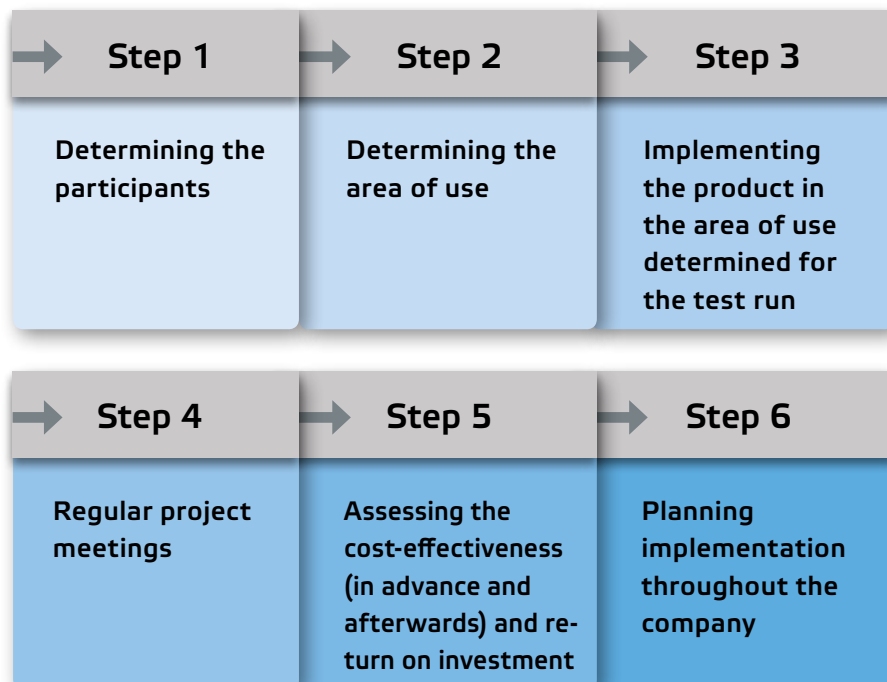 Step 1
Determining the
participants
Step 2
Determining the
area of use
Step 3
Implementing
the product in
the area of use
determined for
the test run
Step 4
Regular project
meetings
Step 5
Assessing the
cost-effectiveness
(in advance and
afterwards) and re-
turn on investment
Step 6
Planning
implementation
throughout the
company